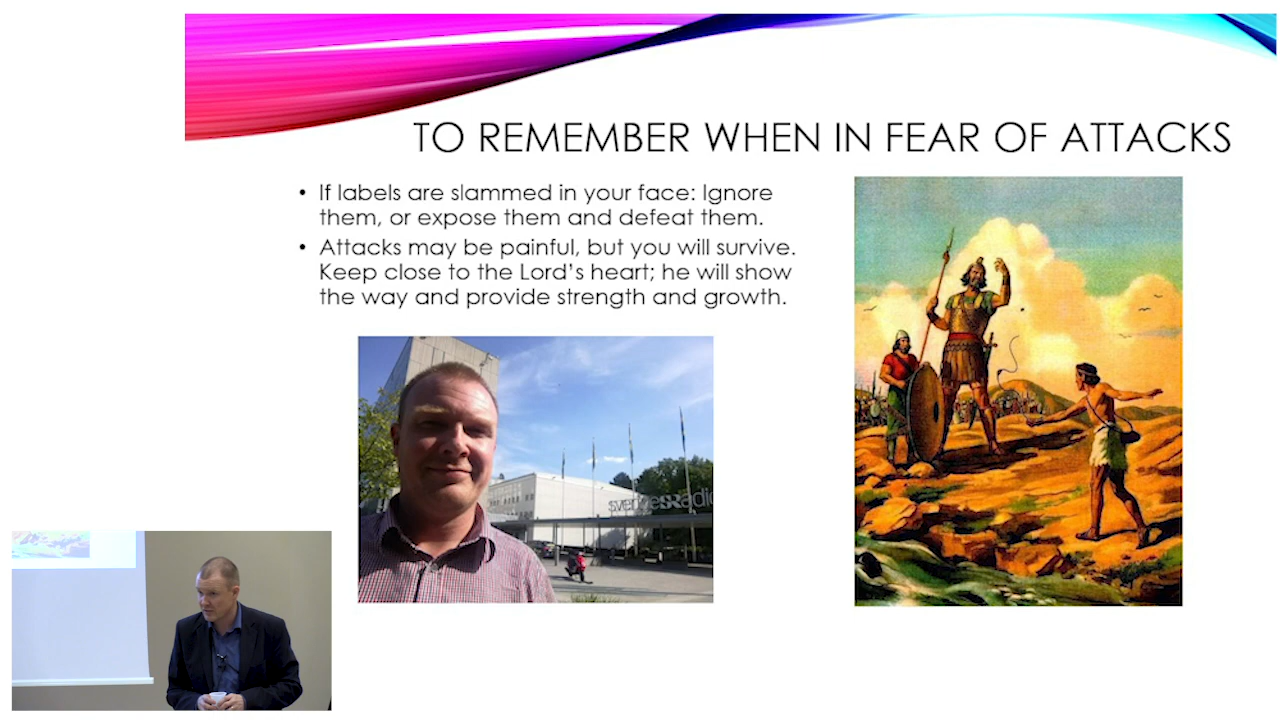 TO REMEMBER WHEN IN FEAR OF ATTACKS
• If labels are slammed in your face: Ignore
them, or expose them and defeat them.
• Attacks may be painful, but you will survive.
Keep close to the Lord's heart; he will show
the way and provide strength and growth.
sverigesRadio